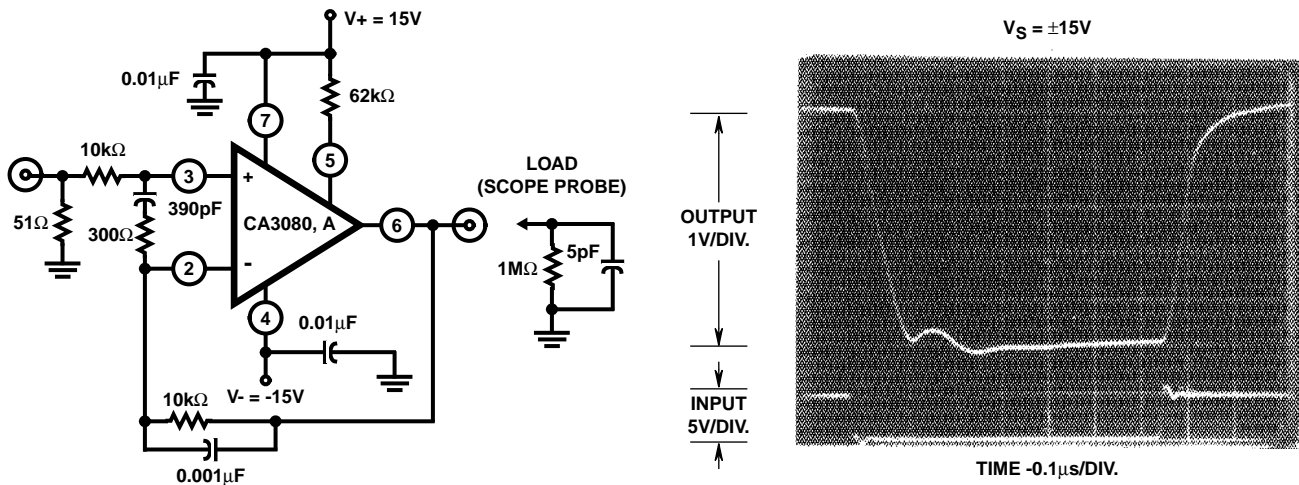 V+ = 15V
0.01μF
62kΩ
7
10kΩ
3
5
+
390pF
51Ω
300Ω
CA3080, A
6
2
-
4
0.01μF
V- = -15V
10kΩ
0.001μF
LOAD
(SCOPE PROBE)
1MΩ
5pF
VS = ±15V
OUTPUT
1V/DIV.
INPUT
5V/DIV.
TIME -0.1μs/DIV.